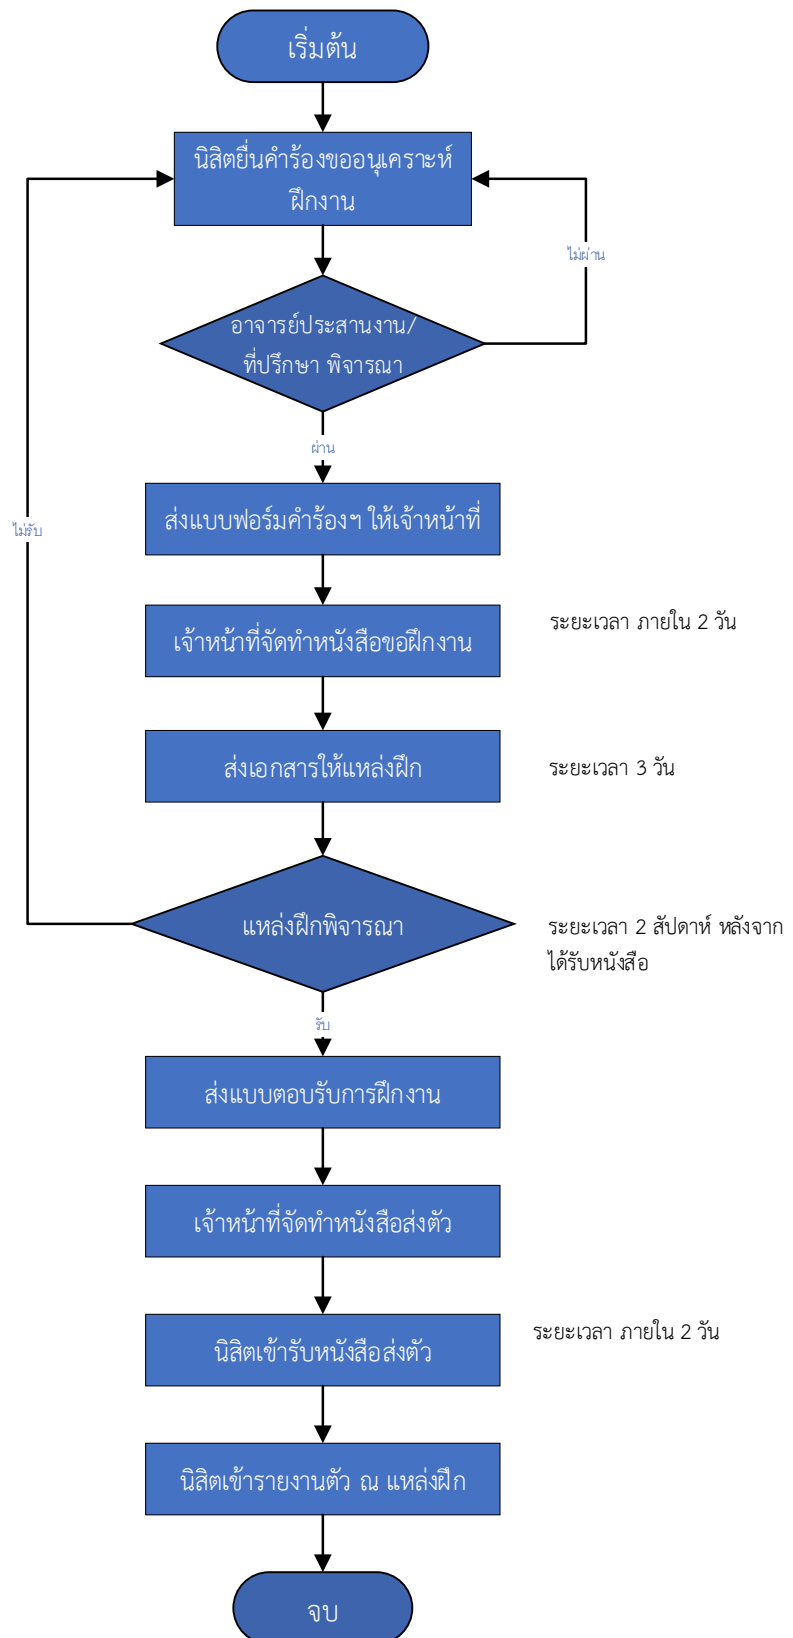 เริ่มต้น
นิสิตยื่นคำร้องขออนุเคราะห์
ฝึกงาน
ไม่ผ่าน
อาจารย์ประสานงาน/
ที่ปรึกษา พิจารณา
ผ่าน
ส่งแบบฟอร์มคำร้องฯ ให้เจ้าหน้าที่
ไม่รับ
เจ้าหน้าที่จัดทำหนังสือขอฝึกงาน
ระยะเวลา ภายใน 2 วัน
ส่งเอกสารให้แหล่งฝึก
ระยะเวลา 3 วัน
แหล่งฝึกพิจารณา
ระยะเวลา 2 สัปดาห์ หลังจาก
ได้รับหนังสือ
รับ
ส่งแบบตอบรับการฝึกงาน
เจ้าหน้าที่จัดทำหนังสือส่งตัว
นิสิตเข้ารับหนังสือส่งตัว
ระยะเวลา ภายใน 2 วัน
นิสิตเข้ารายงานตัว ณ แหล่งฝึก
จบ